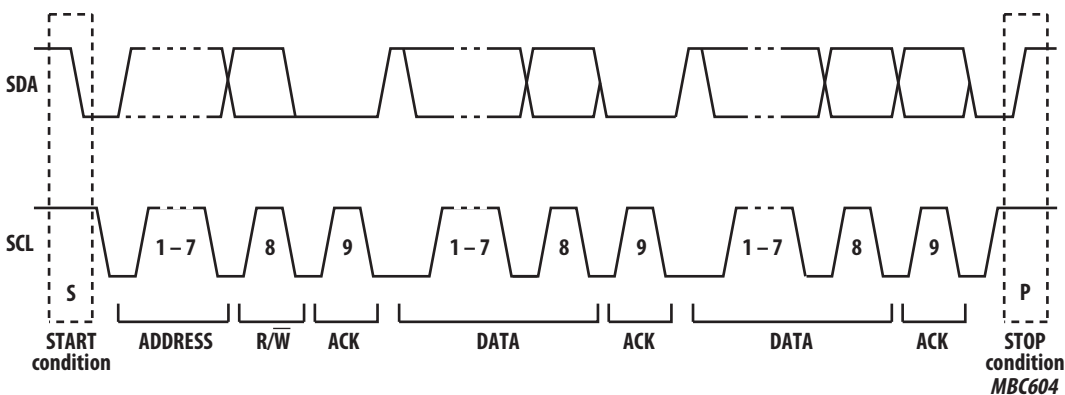 SDA
SCL
1 – 7 8 9 1 – 7 8 9 1 – 7 8 9
S P
START condition
ADDRESS
R/W̅
ACK
DATA
ACK
DATA
ACK
STOP condition
MBC604